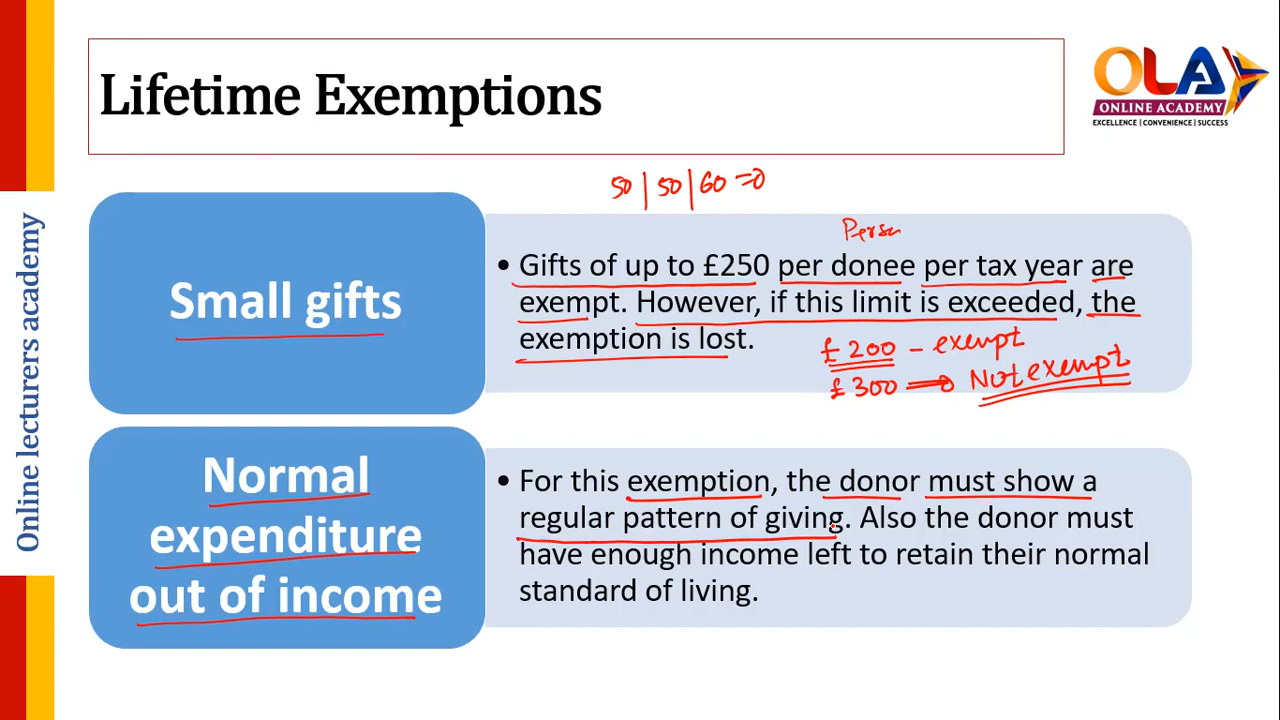 Lifetime Exemptions
OLA
ONLINE ACADEMY
EXCELLENCE | CONVENIENCE | SUCCESS
Online lecturers academy
50 | 50 | 60 ⇒
Small gifts
• Gifts of up to £250 per donee per tax year are
exempt. However, if this limit is exceeded, the
exemption is lost.
£200 - exempt
£300 → Not exempt
Normal
expenditure
out of income
• For this exemption, the donor must show a
regular pattern of giving. Also the donor must
have enough income left to retain their normal
standard of living.